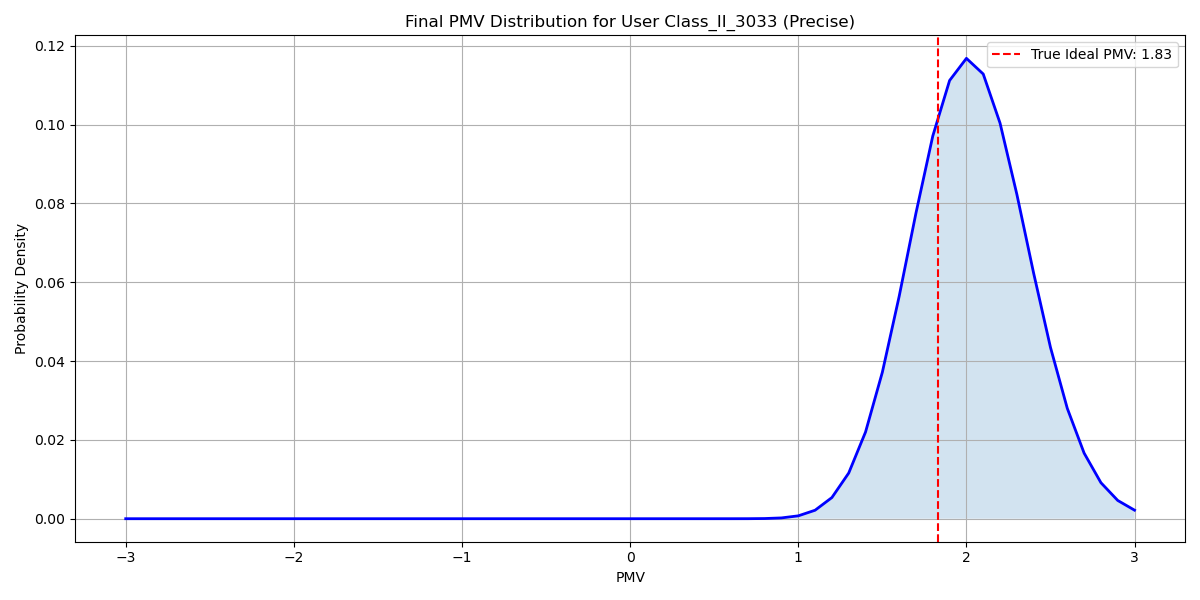 Final PMV Distribution for User Class_II_3033 (Precise)
True Ideal PMV: 1.83
Probability Density
0.12
0.10
0.08
0.06
0.04
0.02
0.00
−3 −2 −1 0 1 2 3
PMV